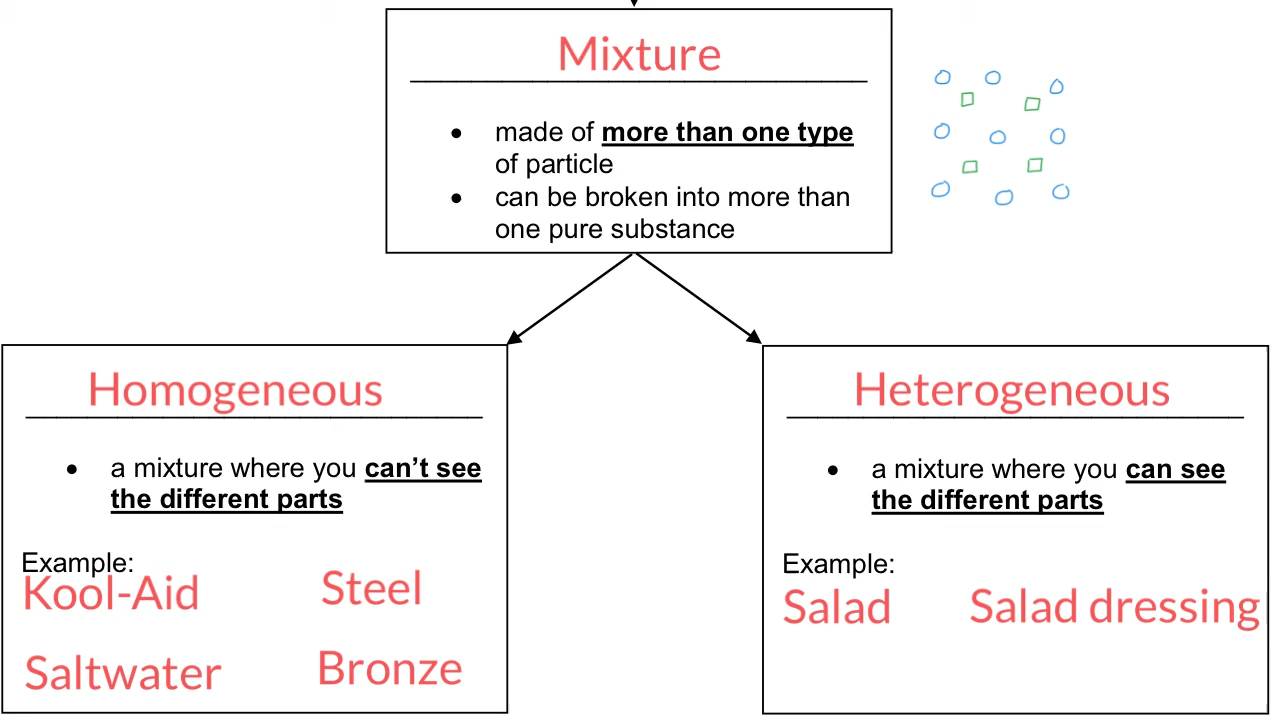 Mixture
• made of more than one type
of particle
• can be broken into more than
one pure substance
Homogeneous
• a mixture where you can’t see
the different parts
Example:
Kool-Aid Steel
Saltwater Bronze
Heterogeneous
• a mixture where you can see
the different parts
Example:
Salad Salad dressing